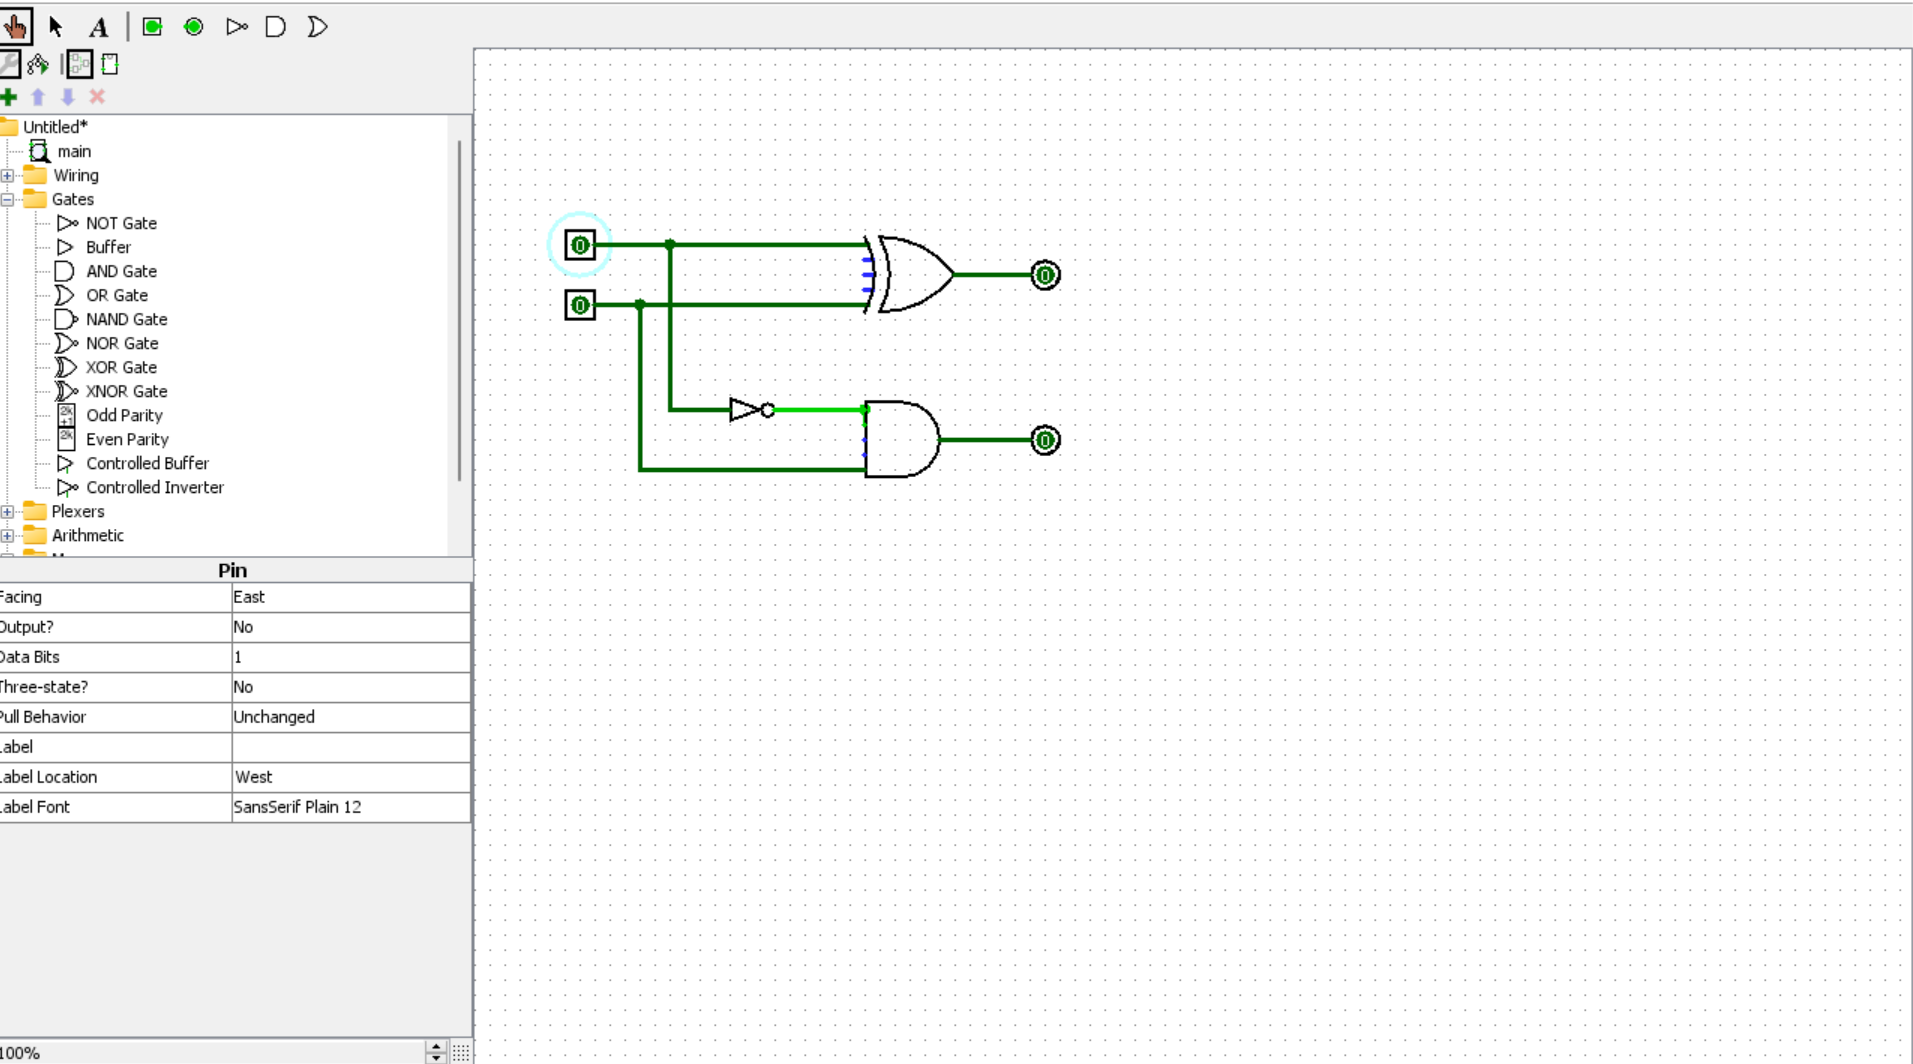 A
Untitled*
main
Wiring
Gates
NOT Gate
Buffer
AND Gate
OR Gate
NAND Gate
NOR Gate
XOR Gate
XNOR Gate
2k+1 Odd Parity
2k Even Parity
Controlled Buffer
Controlled Inverter
Plexers
Arithmetic
Pin
Facing East
Output? No
Data Bits 1
Three-state? No
Pull Behavior Unchanged
Label
Label Location West
Label Font SansSerif Plain 12
100%
0
0
0
0